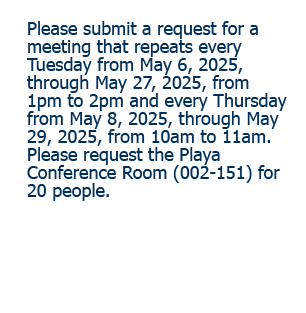 Please submit a request for a
meeting that repeats every
Tuesday from May 6, 2025,
through May 27, 2025, from
1pm to 2pm and every Thursday
from May 8, 2025, through May
29, 2025, from 10am to 11am.
Please request the Playa
Conference Room (002-151) for
20 people.